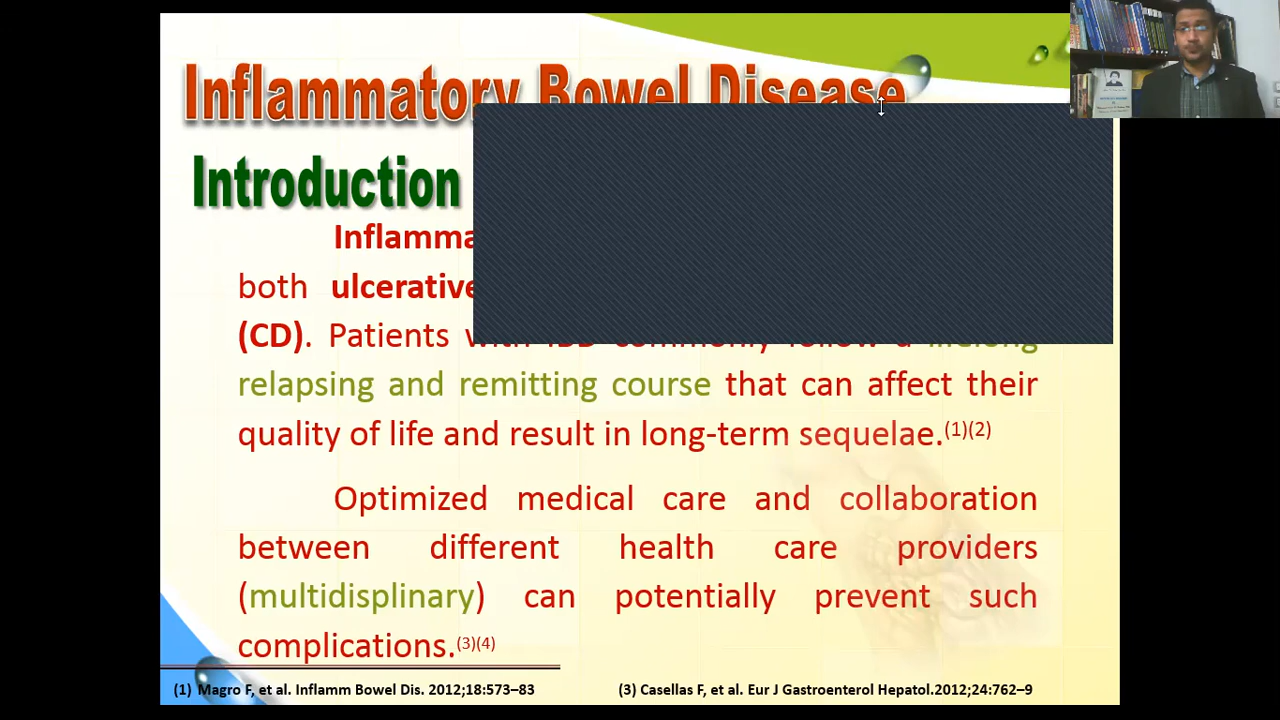 Inflammatory Bowel Disease
Introduction
Inflamma
both ulcerative
(CD). Patients with IBD commonly follow a lifelong
relapsing and remitting course that can affect their
quality of life and result in long-term sequelae.(1)(2)
Optimized medical care and collaboration
between different health care providers
(multidisplinary) can potentially prevent such
complications.(3)(4)
(1) Magro F, et al. Inflamm Bowel Dis. 2012;18:573–83
(3) Casellas F, et al. Eur J Gastroenterol Hepatol.2012;24:762–9